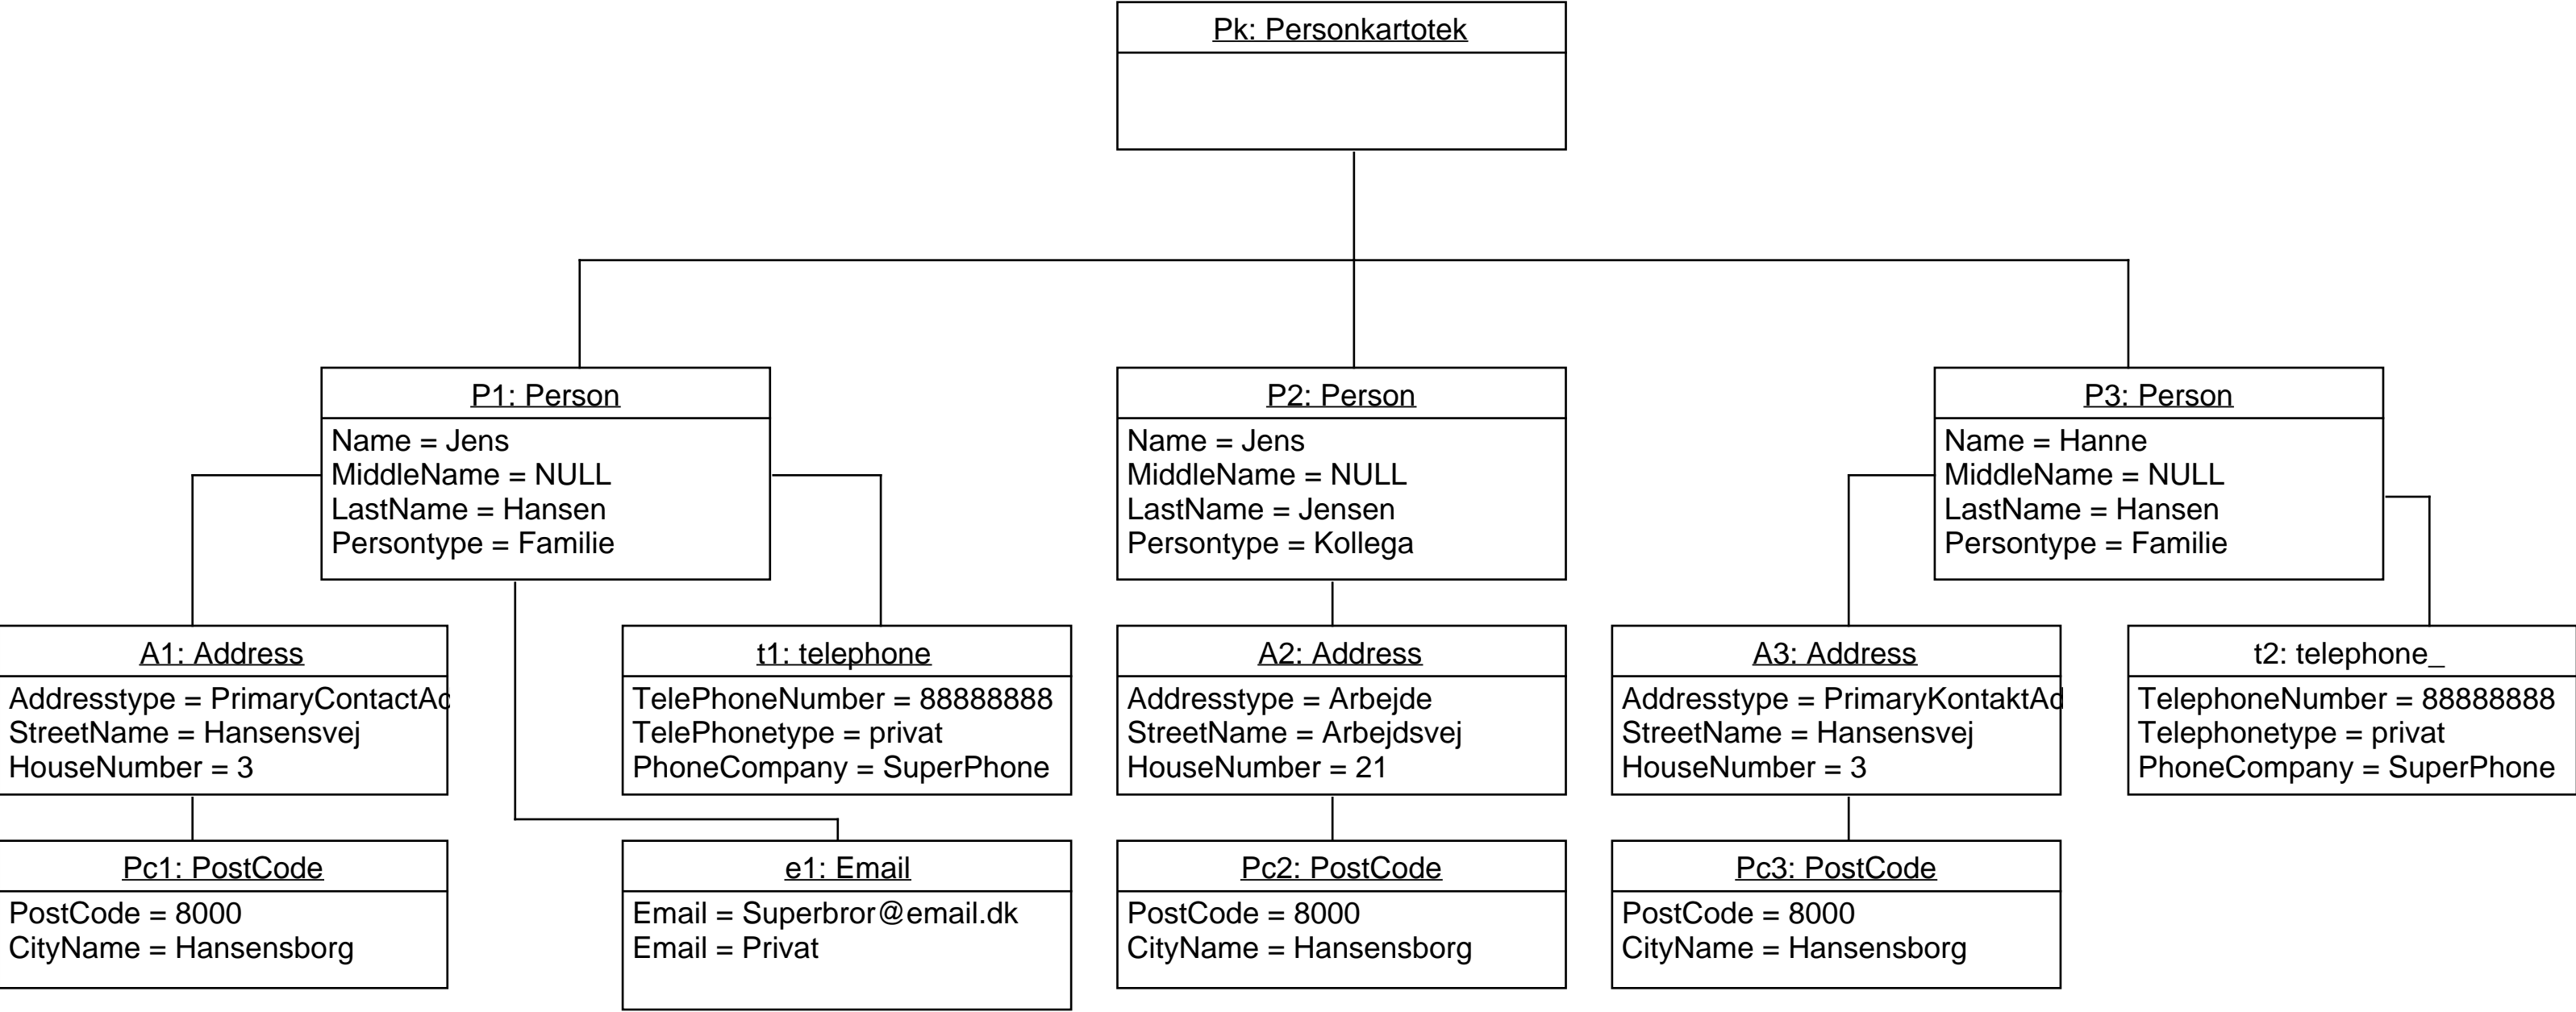 Pk: Personkartotek
P1: Person
Name = Jens
MiddleName = NULL
LastName = Hansen
Persontype = Familie
P2: Person
Name = Jens
MiddleName = NULL
LastName = Jensen
Persontype = Kollega
P3: Person
Name = Hanne
MiddleName = NULL
LastName = Hansen
Persontype = Familie
A1: Address
Addresstype = PrimaryContactAd
StreetName = Hansensvej
HouseNumber = 3
t1: telephone
TelePhoneNumber = 88888888
TelePhonetype = privat
PhoneCompany = SuperPhone
A2: Address
Addresstype = Arbejde
StreetName = Arbejdsvej
HouseNumber = 21
A3: Address
Addresstype = PrimaryKontaktAd
StreetName = Hansensvej
HouseNumber = 3
t2: telephone_
TelephoneNumber = 88888888
Telephonetype = privat
PhoneCompany = SuperPhone
Pc1: PostCode
PostCode = 8000
CityName = Hansensborg
e1: Email
Email = Superbror@email.dk
Email = Privat
Pc2: PostCode
PostCode = 8000
CityName = Hansensborg
Pc3: PostCode
PostCode = 8000
CityName = Hansensborg